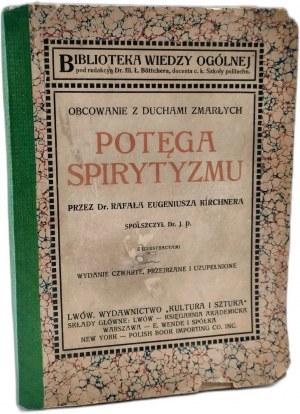 BIBLIOTEKA WIEDZY OGÓLNEJ
pod redakcyą Dr. fil. Ł. Böttchera, docenta c. k. Szkoły politechn.
OBCOWANIE Z DUCHAMI ZMARŁYCH
POTĘGA
SPIRYTYZMU
PRZEZ Dr. RAFAŁA EUGENIUSZA KIRCHNERA
SPOLSZCZYŁ Dr. J. P.
Z ILUSTRACYAMI
WYDANIE CZWARTE, PRZEJRZANE I UZUPEŁNIONE
LWÓW. WYDAWNICTWO „KULTURA I SZTUKA"
SKŁADY GŁÓWNE: LWÓW — KSIĘGARNIA AKADEMICKA
WARSZAWA — E. WENDE I SPÓŁKA
NEW YORK — POLISH BOOK IMPORTING CO. INC.